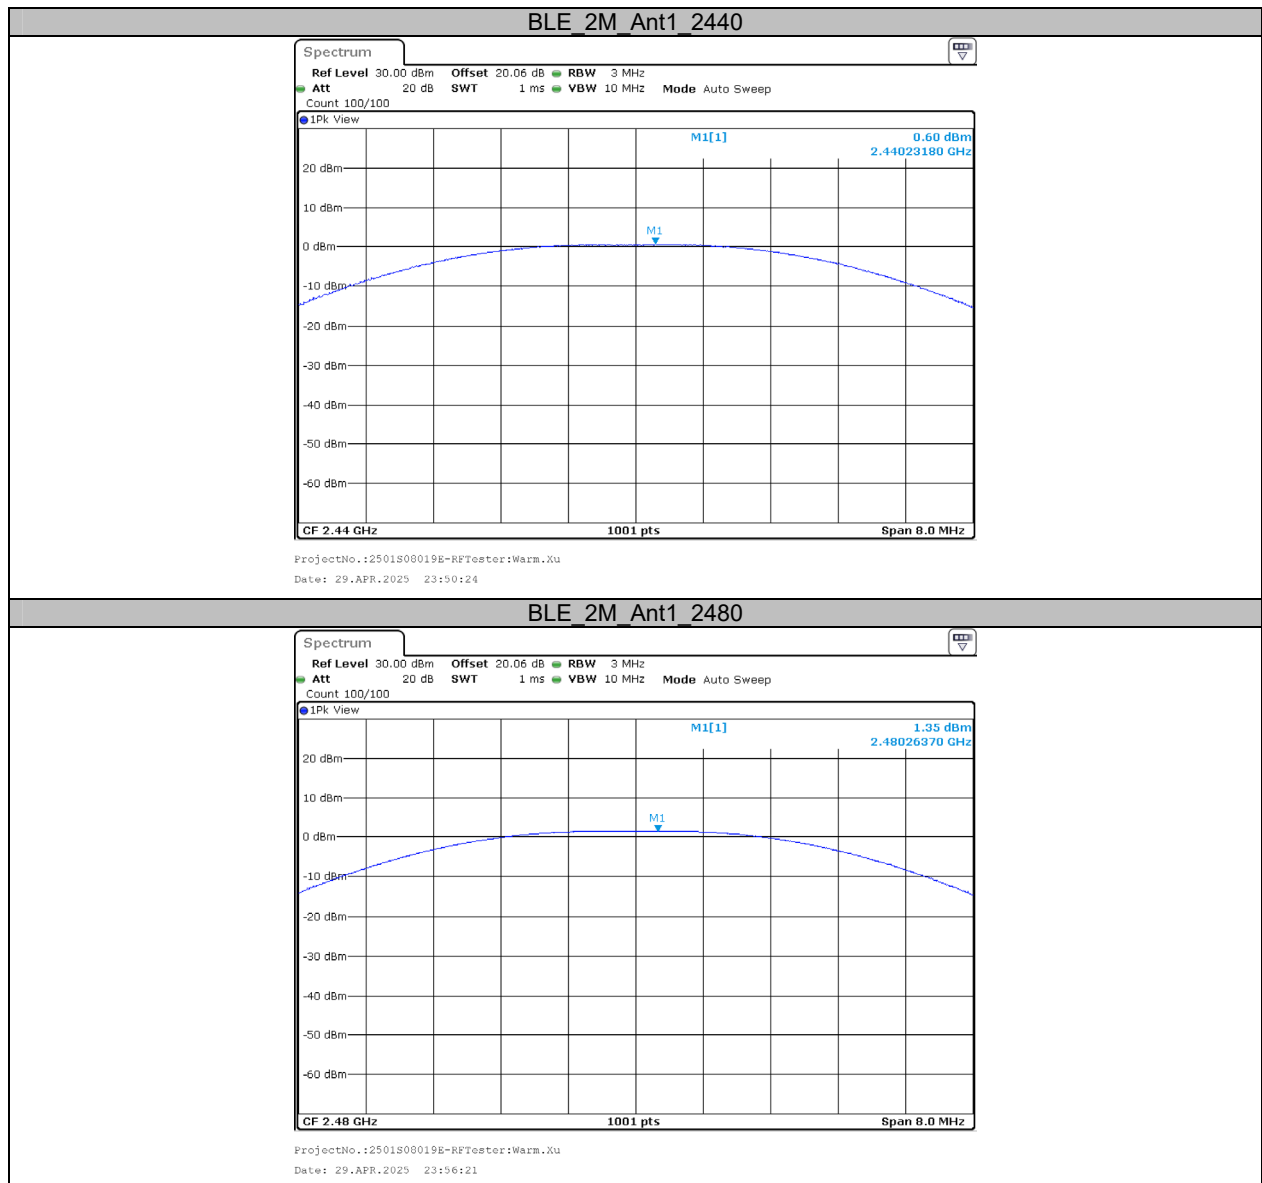 BLE_2M_Ant1_2440
Spectrum
Ref Level 30.00 dBm Offset 20.06 dB RBW 3 MHz
Att 20 dB SWT 1 ms VBW 10 MHz Mode Auto Sweep
Count 100/100
1Pk View
M1[1] 0.60 dBm
2.44023180 GHz
20 dBm
10 dBm
M1
0 dBm
-10 dBm
-20 dBm
-30 dBm
-40 dBm
-50 dBm
-60 dBm
CF 2.44 GHz 1001 pts Span 8.0 MHz
ProjectNo.:2501S08019E-RFTester:Warm.Xu
Date: 29.APR.2025 23:50:24
BLE_2M_Ant1_2480
Spectrum
Ref Level 30.00 dBm Offset 20.06 dB RBW 3 MHz
Att 20 dB SWT 1 ms VBW 10 MHz Mode Auto Sweep
Count 100/100
1Pk View
M1[1] 1.35 dBm
2.48026370 GHz
20 dBm
10 dBm
M1
0 dBm
-10 dBm
-20 dBm
-30 dBm
-40 dBm
-50 dBm
-60 dBm
CF 2.48 GHz 1001 pts Span 8.0 MHz
ProjectNo.:2501S08019E-RFTester:Warm.Xu
Date: 29.APR.2025 23:56:21